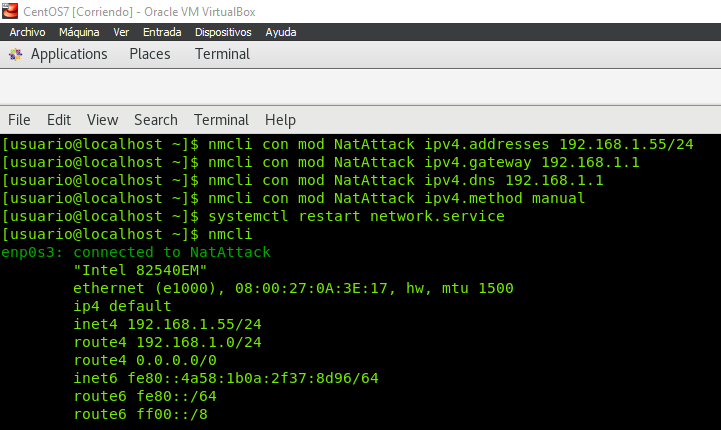 CentOS7 [Corriendo] - Oracle VM VirtualBox
Archivo Máquina Ver Entrada Dispositivos Ayuda
Applications Places Terminal
File Edit View Search Terminal Help
[usuario@localhost ~]$ nmcli con mod NatAttack ipv4.addresses 192.168.1.55/24
[usuario@localhost ~]$ nmcli con mod NatAttack ipv4.gateway 192.168.1.1
[usuario@localhost ~]$ nmcli con mod NatAttack ipv4.dns 192.168.1.1
[usuario@localhost ~]$ nmcli con mod NatAttack ipv4.method manual
[usuario@localhost ~]$ systemctl restart network.service
[usuario@localhost ~]$ nmcli
enp0s3: connected to NatAttack
"Intel 82540EM"
ethernet (e1000), 08:00:27:0A:3E:17, hw, mtu 1500
ip4 default
inet4 192.168.1.55/24
route4 192.168.1.0/24
route4 0.0.0.0/0
inet6 fe80::4a58:1b0a:2f37:8d96/64
route6 fe80::/64
route6 ff00::/8